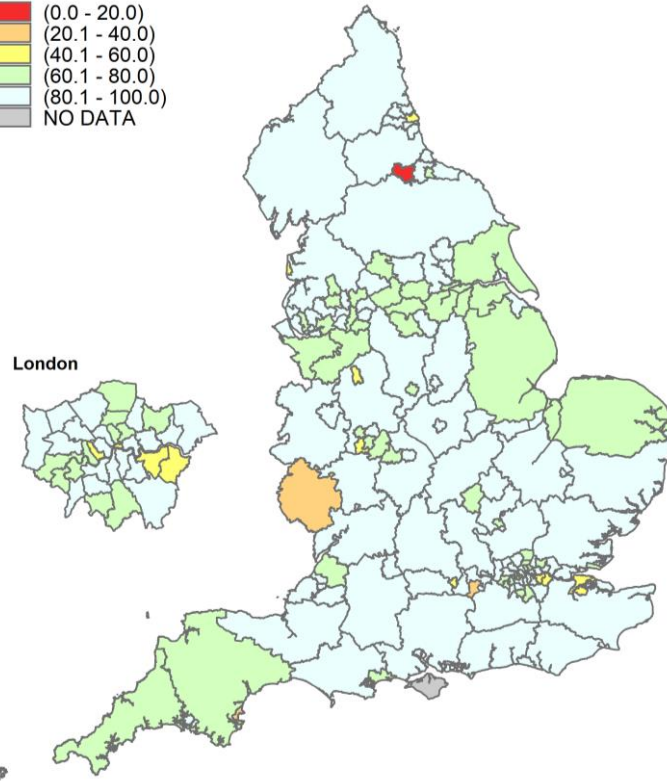 (0.0 - 20.0)
(20.1 - 40.0)
(40.1 - 60.0)
(60.1 - 80.0)
(80.1 - 100.0)
NO DATA
London